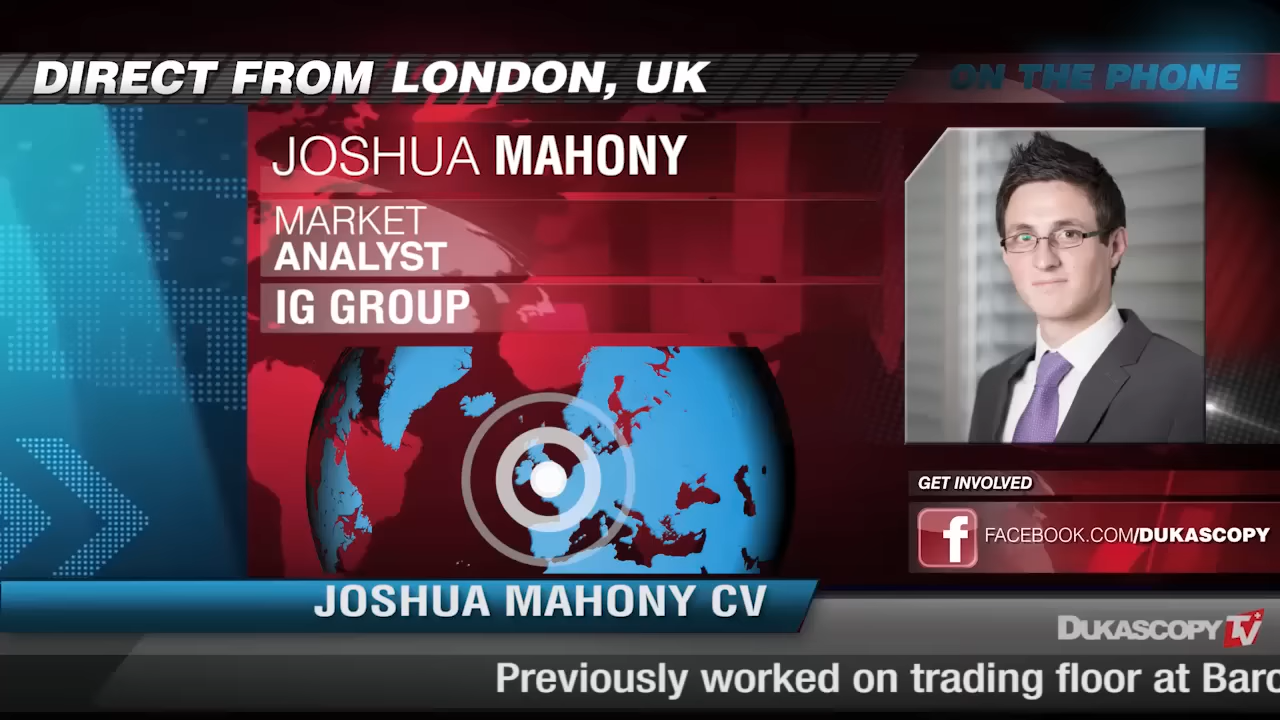 DIRECT FROM LONDON, UK
ON THE PHONE
JOSHUA MAHONY
MARKET
ANALYST
IG GROUP
GET INVOLVED
f FACEBOOK.COM/DUKASCOPY
JOSHUA MAHONY CV
DUKASCOPY TV
Previously worked on trading floor at Barc